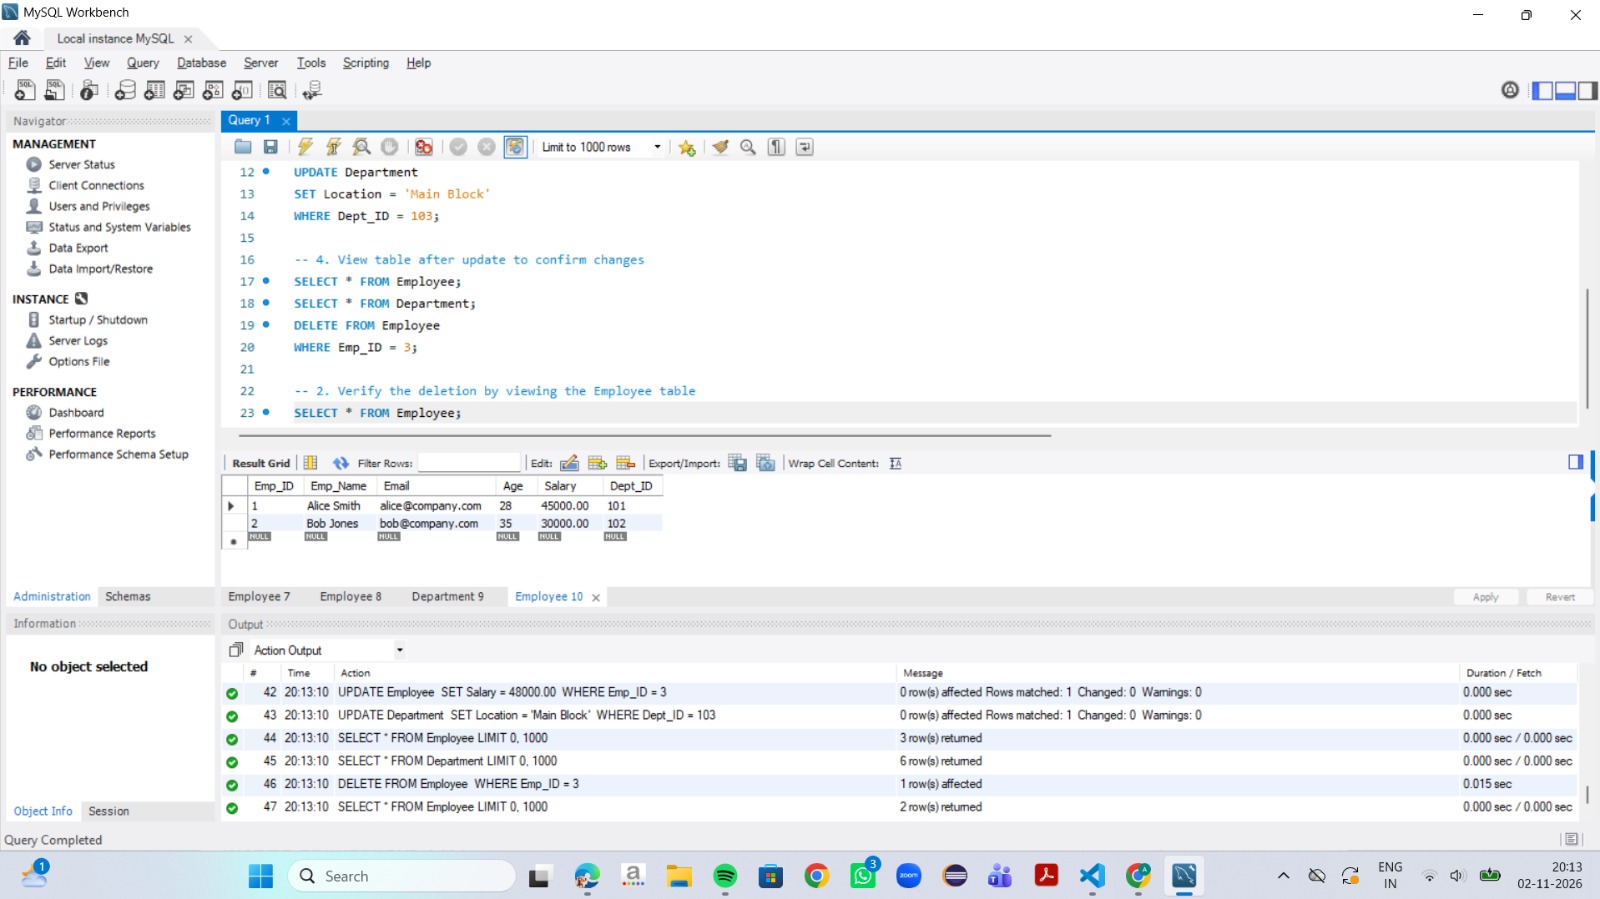 MySQL Workbench
Local instance MySQL
File Edit View Query Database Server Tools Scripting Help
Navigator
MANAGEMENT
Server Status
Client Connections
Users and Privileges
Status and System Variables
Data Export
Data Import/Restore
INSTANCE
Startup / Shutdown
Server Logs
Options File
PERFORMANCE
Dashboard
Performance Reports
Performance Schema Setup
Administration Schemas
Information
No object selected
Object Info Session
Query 1
Limit to 1000 rows
12 UPDATE Department
13 SET Location = 'Main Block'
14 WHERE Dept_ID = 103;
15
16 -- 4. View table after update to confirm changes
17 SELECT * FROM Employee;
18 SELECT * FROM Department;
19 DELETE FROM Employee
20 WHERE Emp_ID = 3;
21
22 -- 2. Verify the deletion by viewing the Employee table
23 SELECT * FROM Employee;
Result Grid Filter Rows: Edit: Export/Import: Wrap Cell Content:
Emp_ID Emp_Name Email Age Salary Dept_ID
1 Alice Smith alice@company.com 28 45000.00 101
2 Bob Jones bob@company.com 35 30000.00 102
NULL NULL NULL NULL NULL NULL
Employee 7 Employee 8 Department 9 Employee 10 Apply Revert
Output
Action Output
# Time Action Message Duration / Fetch
42 20:13:10 UPDATE Employee SET Salary = 48000.00 WHERE Emp_ID = 3 0 row(s) affected Rows matched: 1 Changed: 0 Warnings: 0 0.000 sec
43 20:13:10 UPDATE Department SET Location = 'Main Block' WHERE Dept_ID = 103 0 row(s) affected Rows matched: 1 Changed: 0 Warnings: 0 0.000 sec
44 20:13:10 SELECT * FROM Employee LIMIT 0, 1000 3 row(s) returned 0.000 sec / 0.000 sec
45 20:13:10 SELECT * FROM Department LIMIT 0, 1000 6 row(s) returned 0.000 sec / 0.000 sec
46 20:13:10 DELETE FROM Employee WHERE Emp_ID = 3 1 row(s) affected 0.015 sec
47 20:13:10 SELECT * FROM Employee LIMIT 0, 1000 2 row(s) returned 0.000 sec / 0.000 sec
Query Completed
1
Search
a
3
zoom
ENG
IN
20:13
02-11-2026